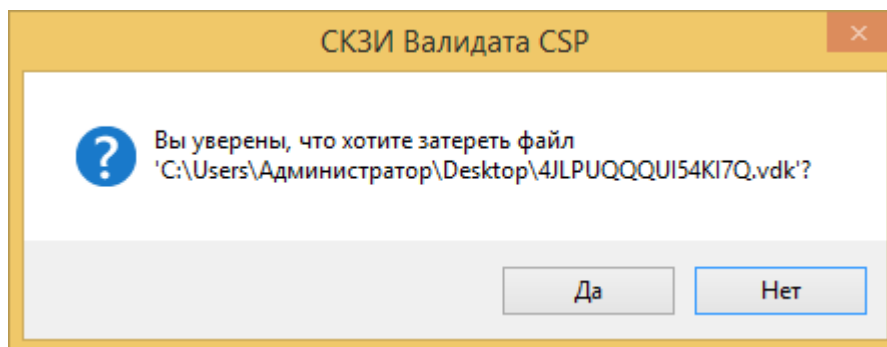 СКЗИ Валидата CSP
Вы уверены, что хотите затереть файл
'C:\Users\Администратор\Desktop\4JLPUQQQUI54KI7Q.vdk'?
Да
Нет